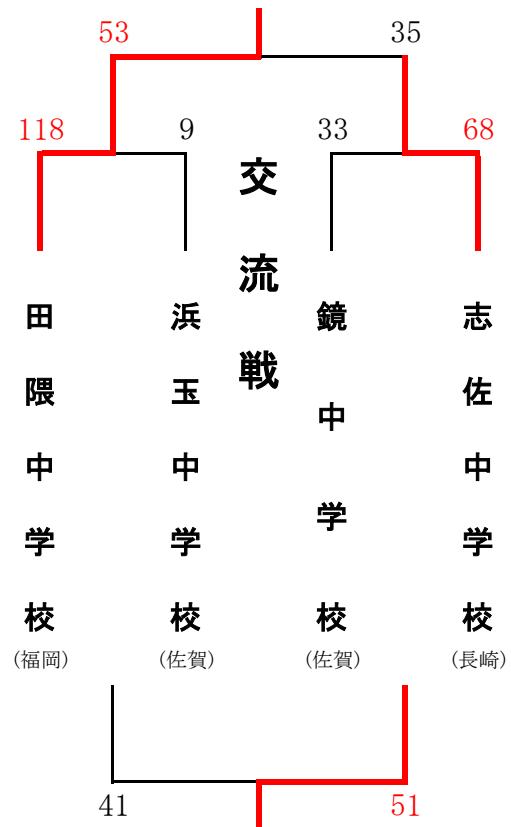 53
35
118
9
33
68
交流戦
田隈中学校
(福岡)
浜玉中学校
(佐賀)
鏡中学校
(佐賀)
志佐中学校
(長崎)
41
51